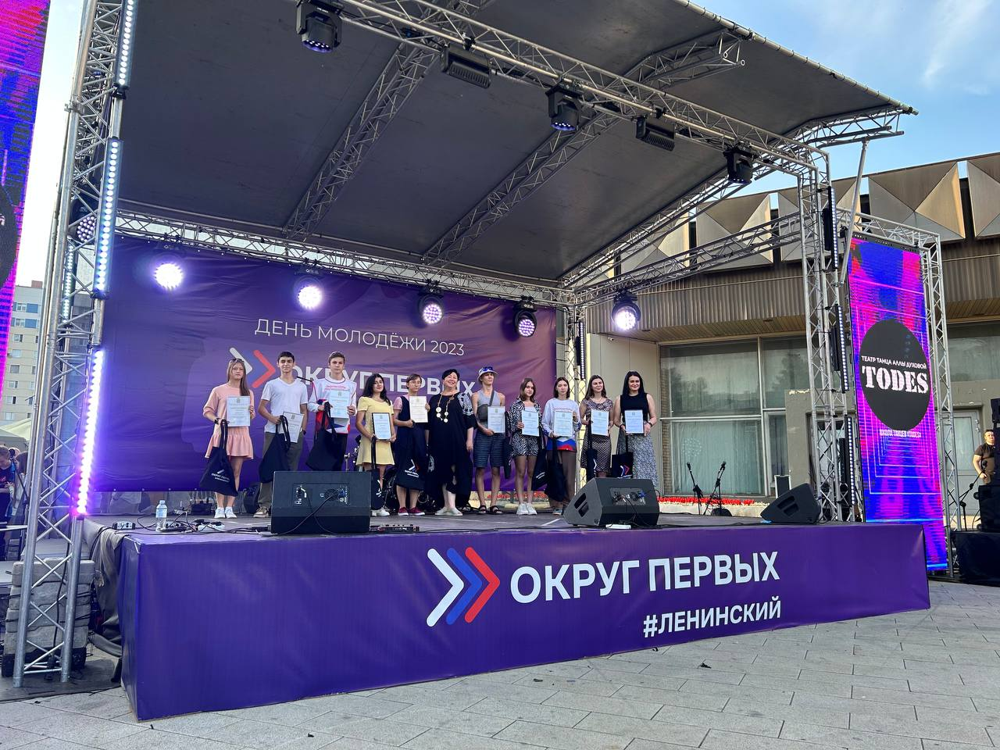 ДЕНЬ МОЛОДЁЖИ 2023
ОКРУГ ПЕРВЫХ
ТЕАТР ТАНЦА АЛЛЫ ДУХОВОЙ
'TODES'
ОКРУГ ПЕРВЫХ
#ЛЕНИНСКИЙ